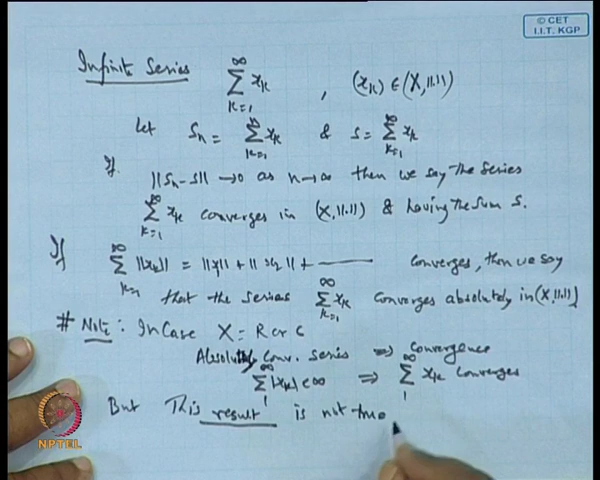 © CET
I.I.T. KGP
Infinite Series ∑_{k=1}^{∞} x_k , (x_k) ∈ (X, ||.||)
Let S_n = ∑_{k=1}^{n} x_k & s = ∑_{k=1}^{∞} x_k
If ||S_n - s|| → 0 as n → ∞ then we say the series
∑_{k=1}^{∞} x_k converges in (X, ||.||) & having the sum s.
If ∑_{k=1}^{∞} ||x_k|| = ||x_1|| + ||x_2|| + —— converges, then we say
that the series ∑_{k=1}^{∞} x_k converges absolutely in (X, ||.||)
# Note: In case X = R or C
Absolutely conv. series ⇒ convergence
∑_{1}^{∞} |x_k| < ∞ ⇒ ∑_{1}^{∞} x_k converges
But This result is not true
NPTEL